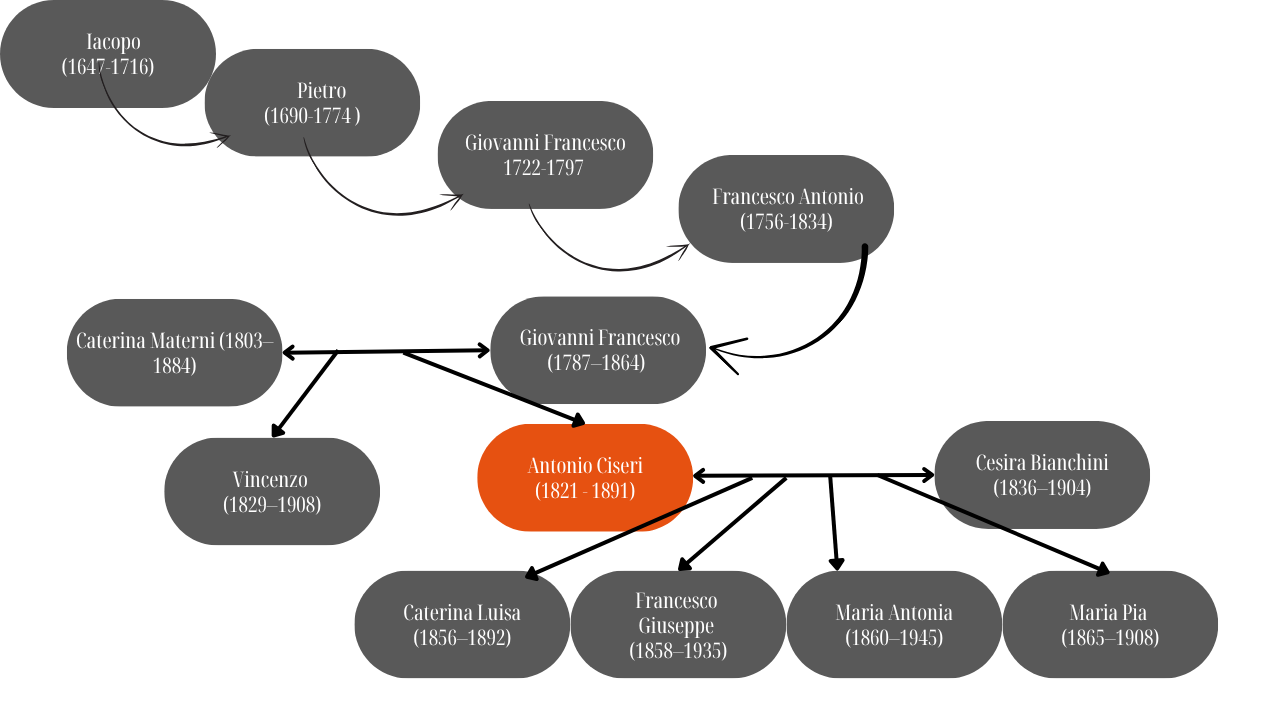 Iacopo
(1647-1716)
Pietro
(1690-1774 )
Giovanni Francesco
1722-1797
Francesco Antonio
(1756-1834)
Caterina Materni (1803–
1884)
Giovanni Francesco
(1787–1864)
Vincenzo
(1829–1908)
Antonio Ciseri
(1821 - 1891)
Cesira Bianchini
(1836–1904)
Caterina Luisa
(1856–1892)
Francesco
Giuseppe
(1858–1935)
Maria Antonia
(1860–1945)
Maria Pia
(1865–1908)